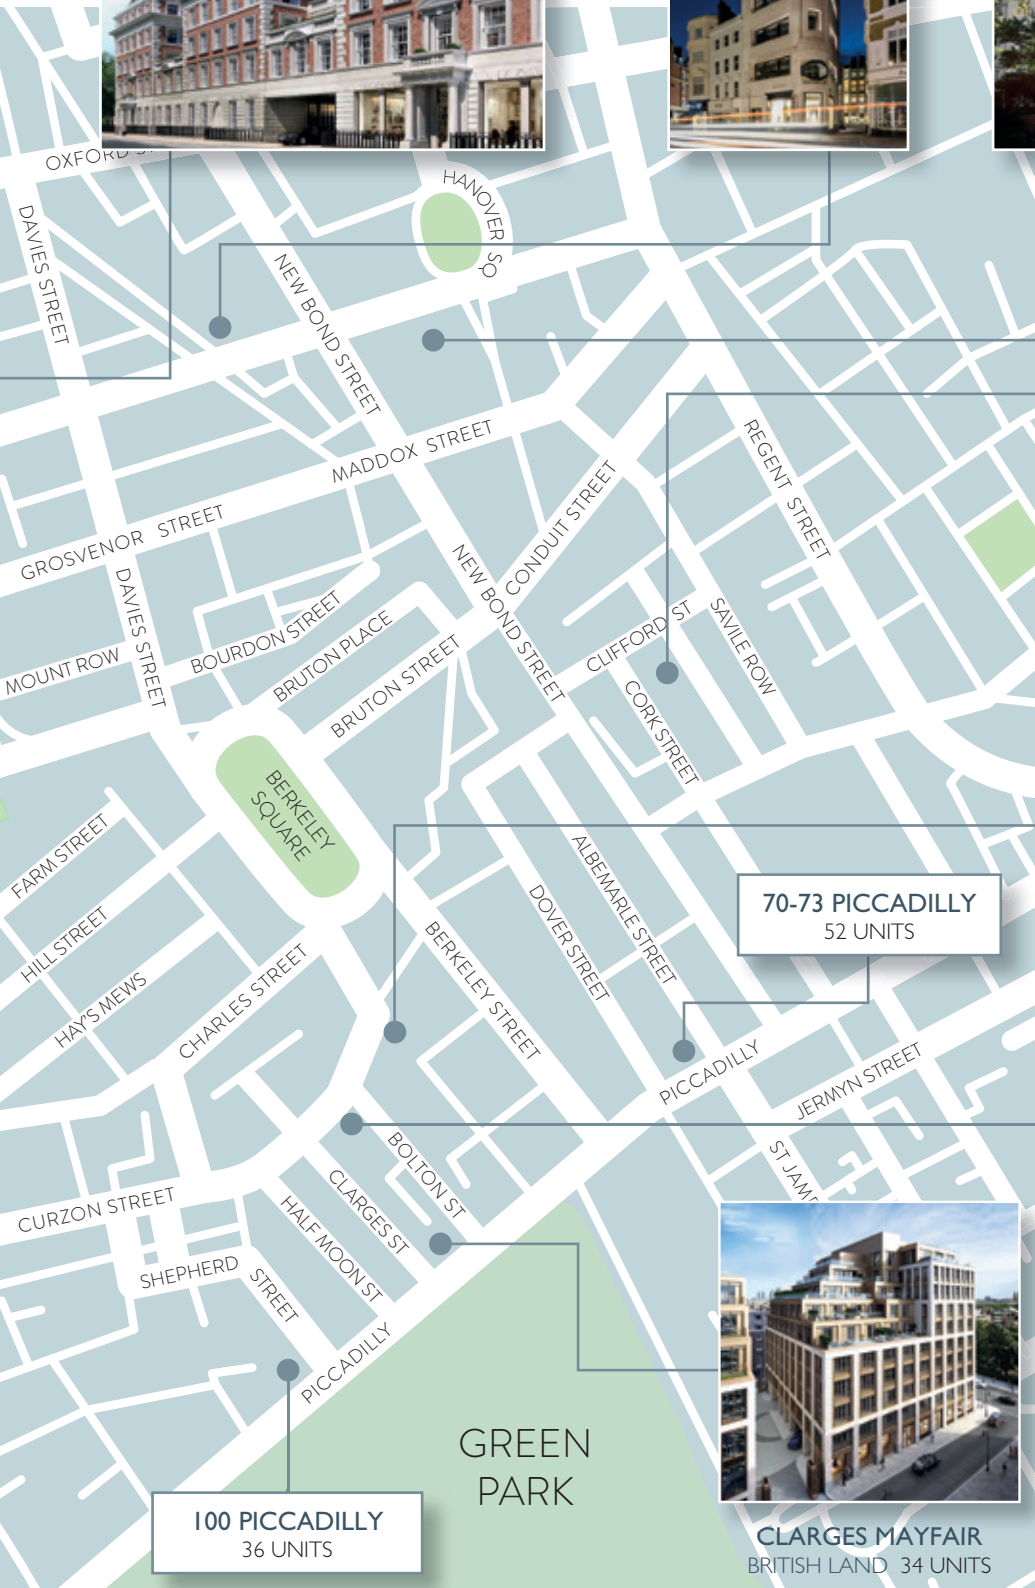 OXFORD
HANOVER SQ
DAVIES STREET
NEW BOND STREET
MADDOX STREET
REGENT STREET
GROSVENOR STREET
CONDUIT STREET
DAVIES STREET
NEW BOND STREET
BOURDON STREET
BRUTON PLACE
CLIFFORD ST
SAVILE ROW
MOUNT ROW
BRUTON STREET
CORK STREET
BERKELEY
SQUARE
FARM STREET
ALBEMARLE STREET
DOVER STREET
70-73 PICCADILLY
52 UNITS
HILL STREET
BERKELEY STREET
HAY'S MEWS
CHARLES STREET
PICCADILLY
JERMYN STREET
BOLTON ST
ST
CLARGES ST
CURZON STREET
HALF MOON ST
SHEPHERD STREET
PICCADILLY
GREEN
PARK
100 PICCADILLY
36 UNITS
CLARGES MAYFAIR
BRITISH LAND 34 UNITS